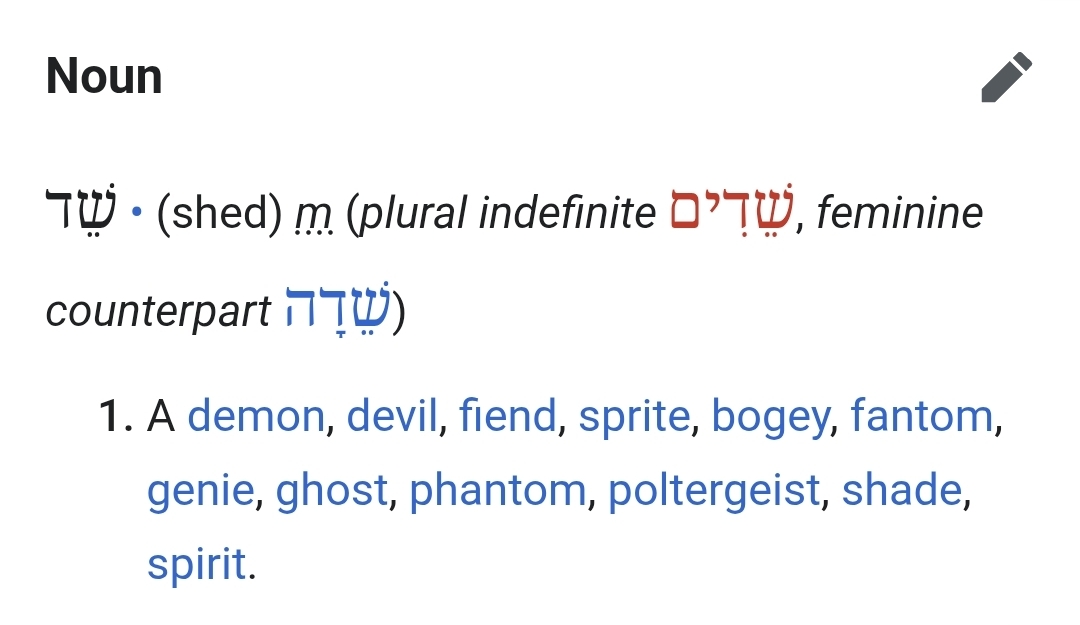 Noun
שֵׁד • (shed) m (plural indefinite שֵׁדִים, feminine
counterpart שֵׁדָה)
1. A demon, devil, fiend, sprite, bogey, fantom,
genie, ghost, phantom, poltergeist, shade,
spirit.